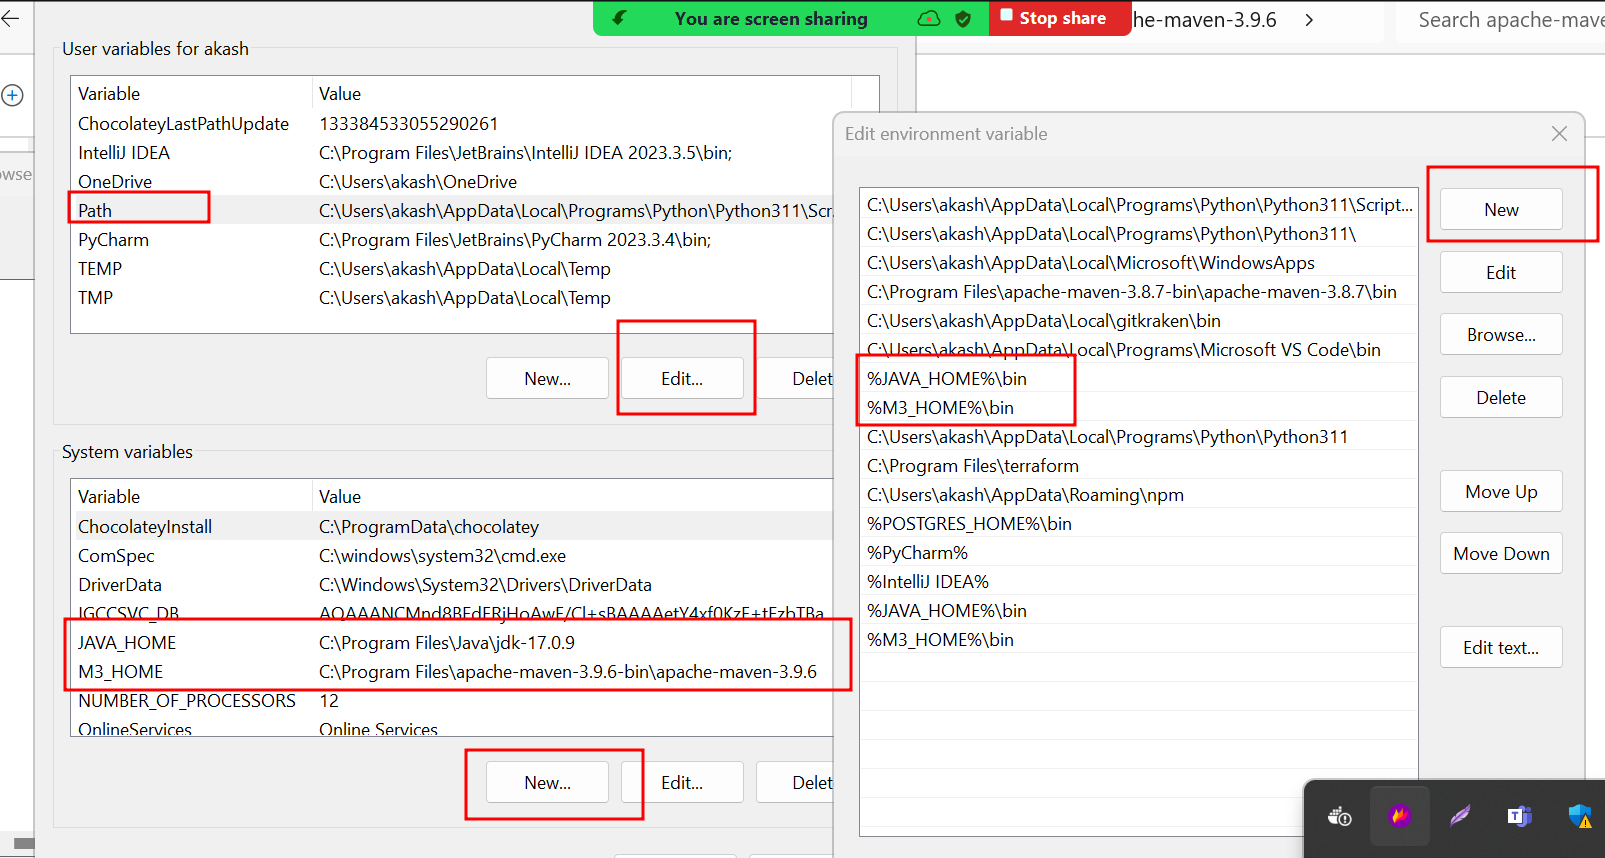 You are screen sharing
Stop share
he-maven-3.9.6
Search apache-mave
owse
User variables for akash
Variable Value
ChocolateyLastPathUpdate 133384533055290261
IntelliJ IDEA C:\Program Files\JetBrains\IntelliJ IDEA 2023.3.5\bin;
OneDrive C:\Users\akash\OneDrive
Path C:\Users\akash\AppData\Local\Programs\Python\Python311\Scr
PyCharm C:\Program Files\JetBrains\PyCharm 2023.3.4\bin;
TEMP C:\Users\akash\AppData\Local\Temp
TMP C:\Users\akash\AppData\Local\Temp
New... Edit... Delet
System variables
Variable Value
ChocolateyInstall C:\ProgramData\chocolatey
ComSpec C:\windows\system32\cmd.exe
DriverData C:\Windows\System32\Drivers\DriverData
IGCCSVC_DB
JAVA_HOME C:\Program Files\Java\jdk-17.0.9
M3_HOME C:\Program Files\apache-maven-3.9.6-bin\apache-maven-3.9.6
NUMBER_OF_PROCESSORS 12
OnlineServices Online Services
New... Edit... Delet
Edit environment variable
C:\Users\akash\AppData\Local\Programs\Python\Python311\Script...
C:\Users\akash\AppData\Local\Programs\Python\Python311\
C:\Users\akash\AppData\Local\Microsoft\WindowsApps
C:\Program Files\apache-maven-3.8.7-bin\apache-maven-3.8.7\bin
C:\Users\akash\AppData\Local\gitkraken\bin
C:\Users\akash\AppData\Local\Programs\Microsoft VS Code\bin
%JAVA_HOME%\bin
%M3_HOME%\bin
C:\Users\akash\AppData\Local\Programs\Python\Python311
C:\Program Files\terraform
C:\Users\akash\AppData\Roaming\npm
%POSTGRES_HOME%\bin
%PyCharm%
%IntelliJ IDEA%
%JAVA_HOME%\bin
%M3_HOME%\bin
New
Edit
Browse...
Delete
Move Up
Move Down
Edit text...